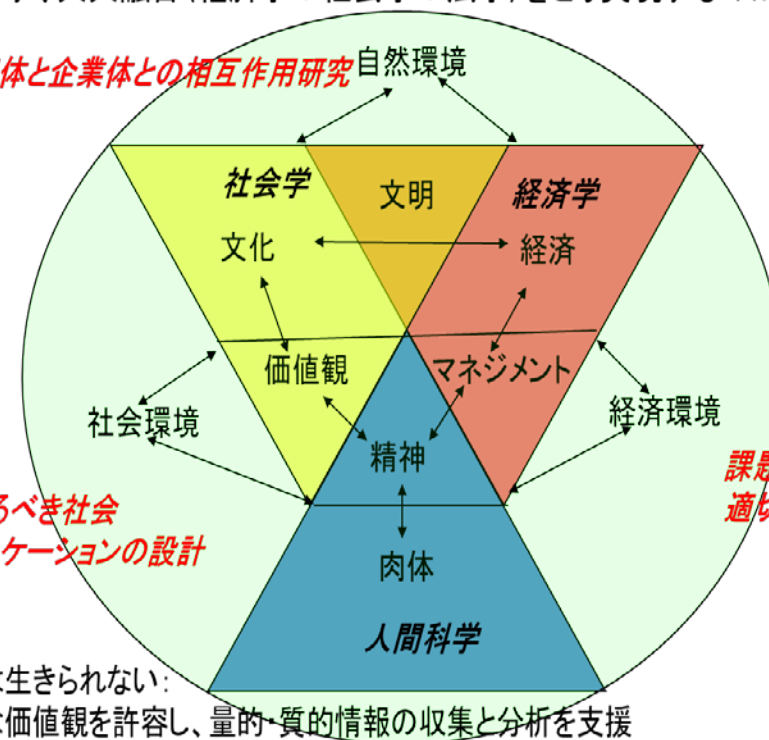 体と企業体との相互作用研究
自然環境
社会学
文明
経済学
文化
経済
価値観
マネジメント
社会環境
経済環境
精神
課題
適切
るべき社会
ケーションの設計
肉体
人間科学
は生きられない:
な価値観を許容し、量的・質的情報の収集と分析を支援